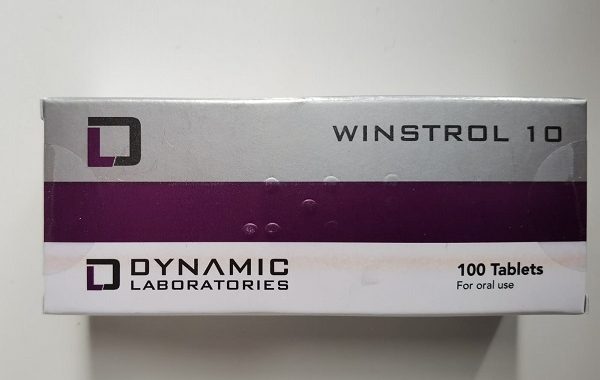 WINSTROL 10
DYNAMIC
LABORATORIES
100 Tablets
For oral use